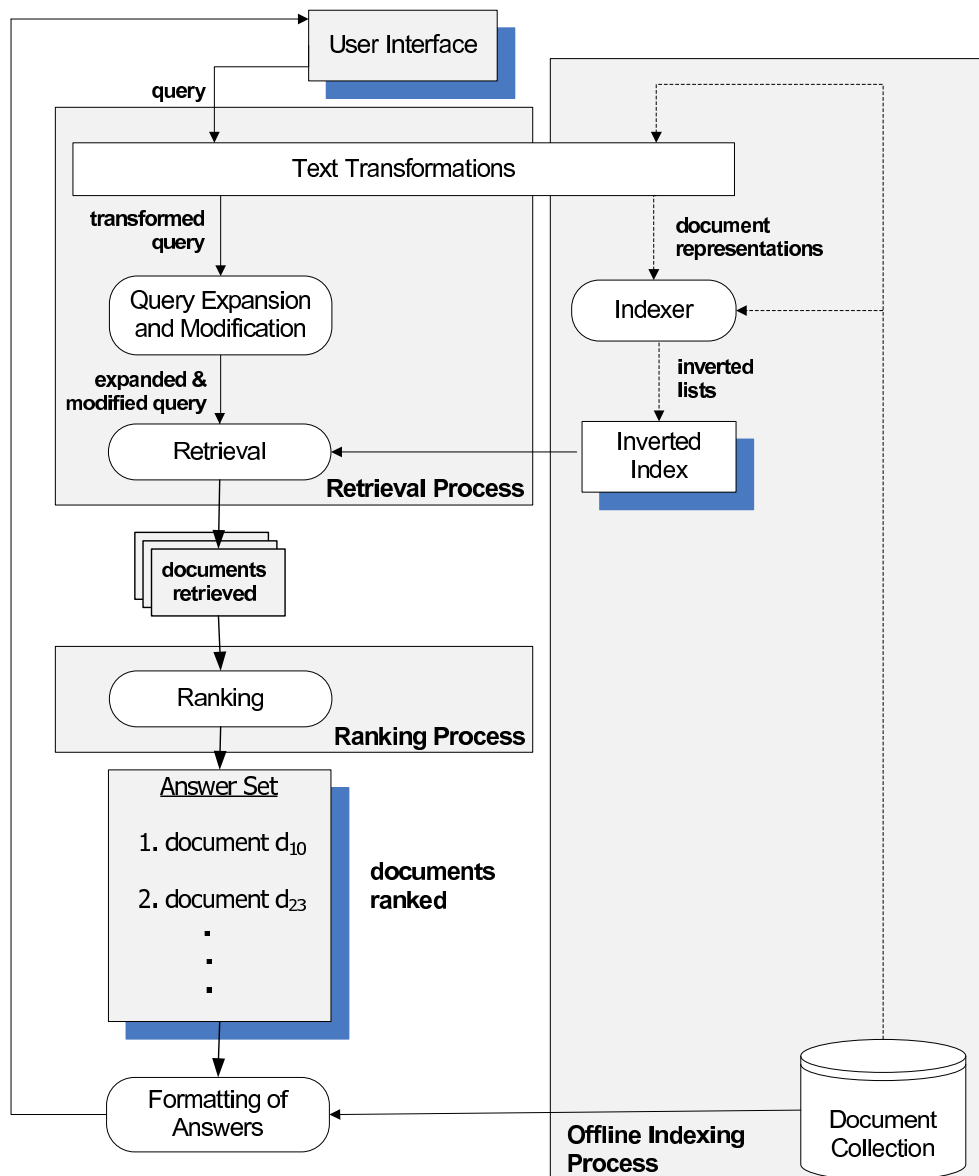 User Interface
query
Text Transformations
transformed
query
document
representations
Query Expansion
and Modification
Indexer
expanded &
modified query
inverted
lists
Retrieval
Inverted
Index
Retrieval Process
documents
retrieved
Ranking
Ranking Process
Answer Set
1. document d10
2. document d23
.
.
.
documents
ranked
Formatting of
Answers
Document
Collection
Offline Indexing
Process